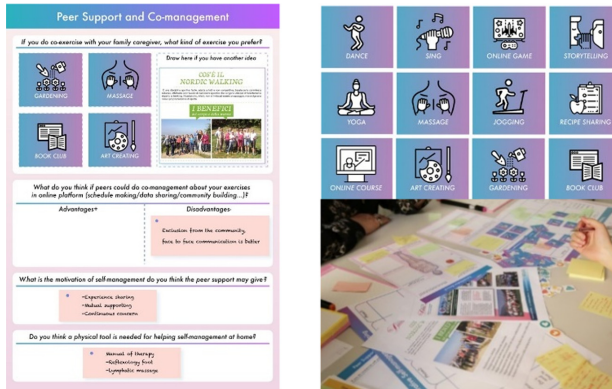 Peer Support and Co-management
If you do co-exercise with your family caregiver, what kind of exercise you prefer?
GARDENING
MASSAGE
BOOK CLUB
ART CREATING
Draw here if you have another idea
NORDIC WALKING
I BENEFICI
What do you think if peers could do co-management about your exercises
in online platform (schedule making/data sharing/community building...)?
Advantages+
Disadvantages-
Exclusion from the community,
face to face communication is better
What is the motivation of self-management do you think the peer support may give?
-Experience sharing
-Mutual supporting
-Continuous concern
Do you think a physical tool is needed for helping self-management at home?
Manual of therapy
-Reflexology foot
-Lymphatic massage
DANCE
SING
ONLINE GAME
STORYTELLING
YOGA
MASSAGE
JOGGING
RECIPE SHARING
ONLINE COURSE
ART CREATING
GARDENING
BOOK CLUB